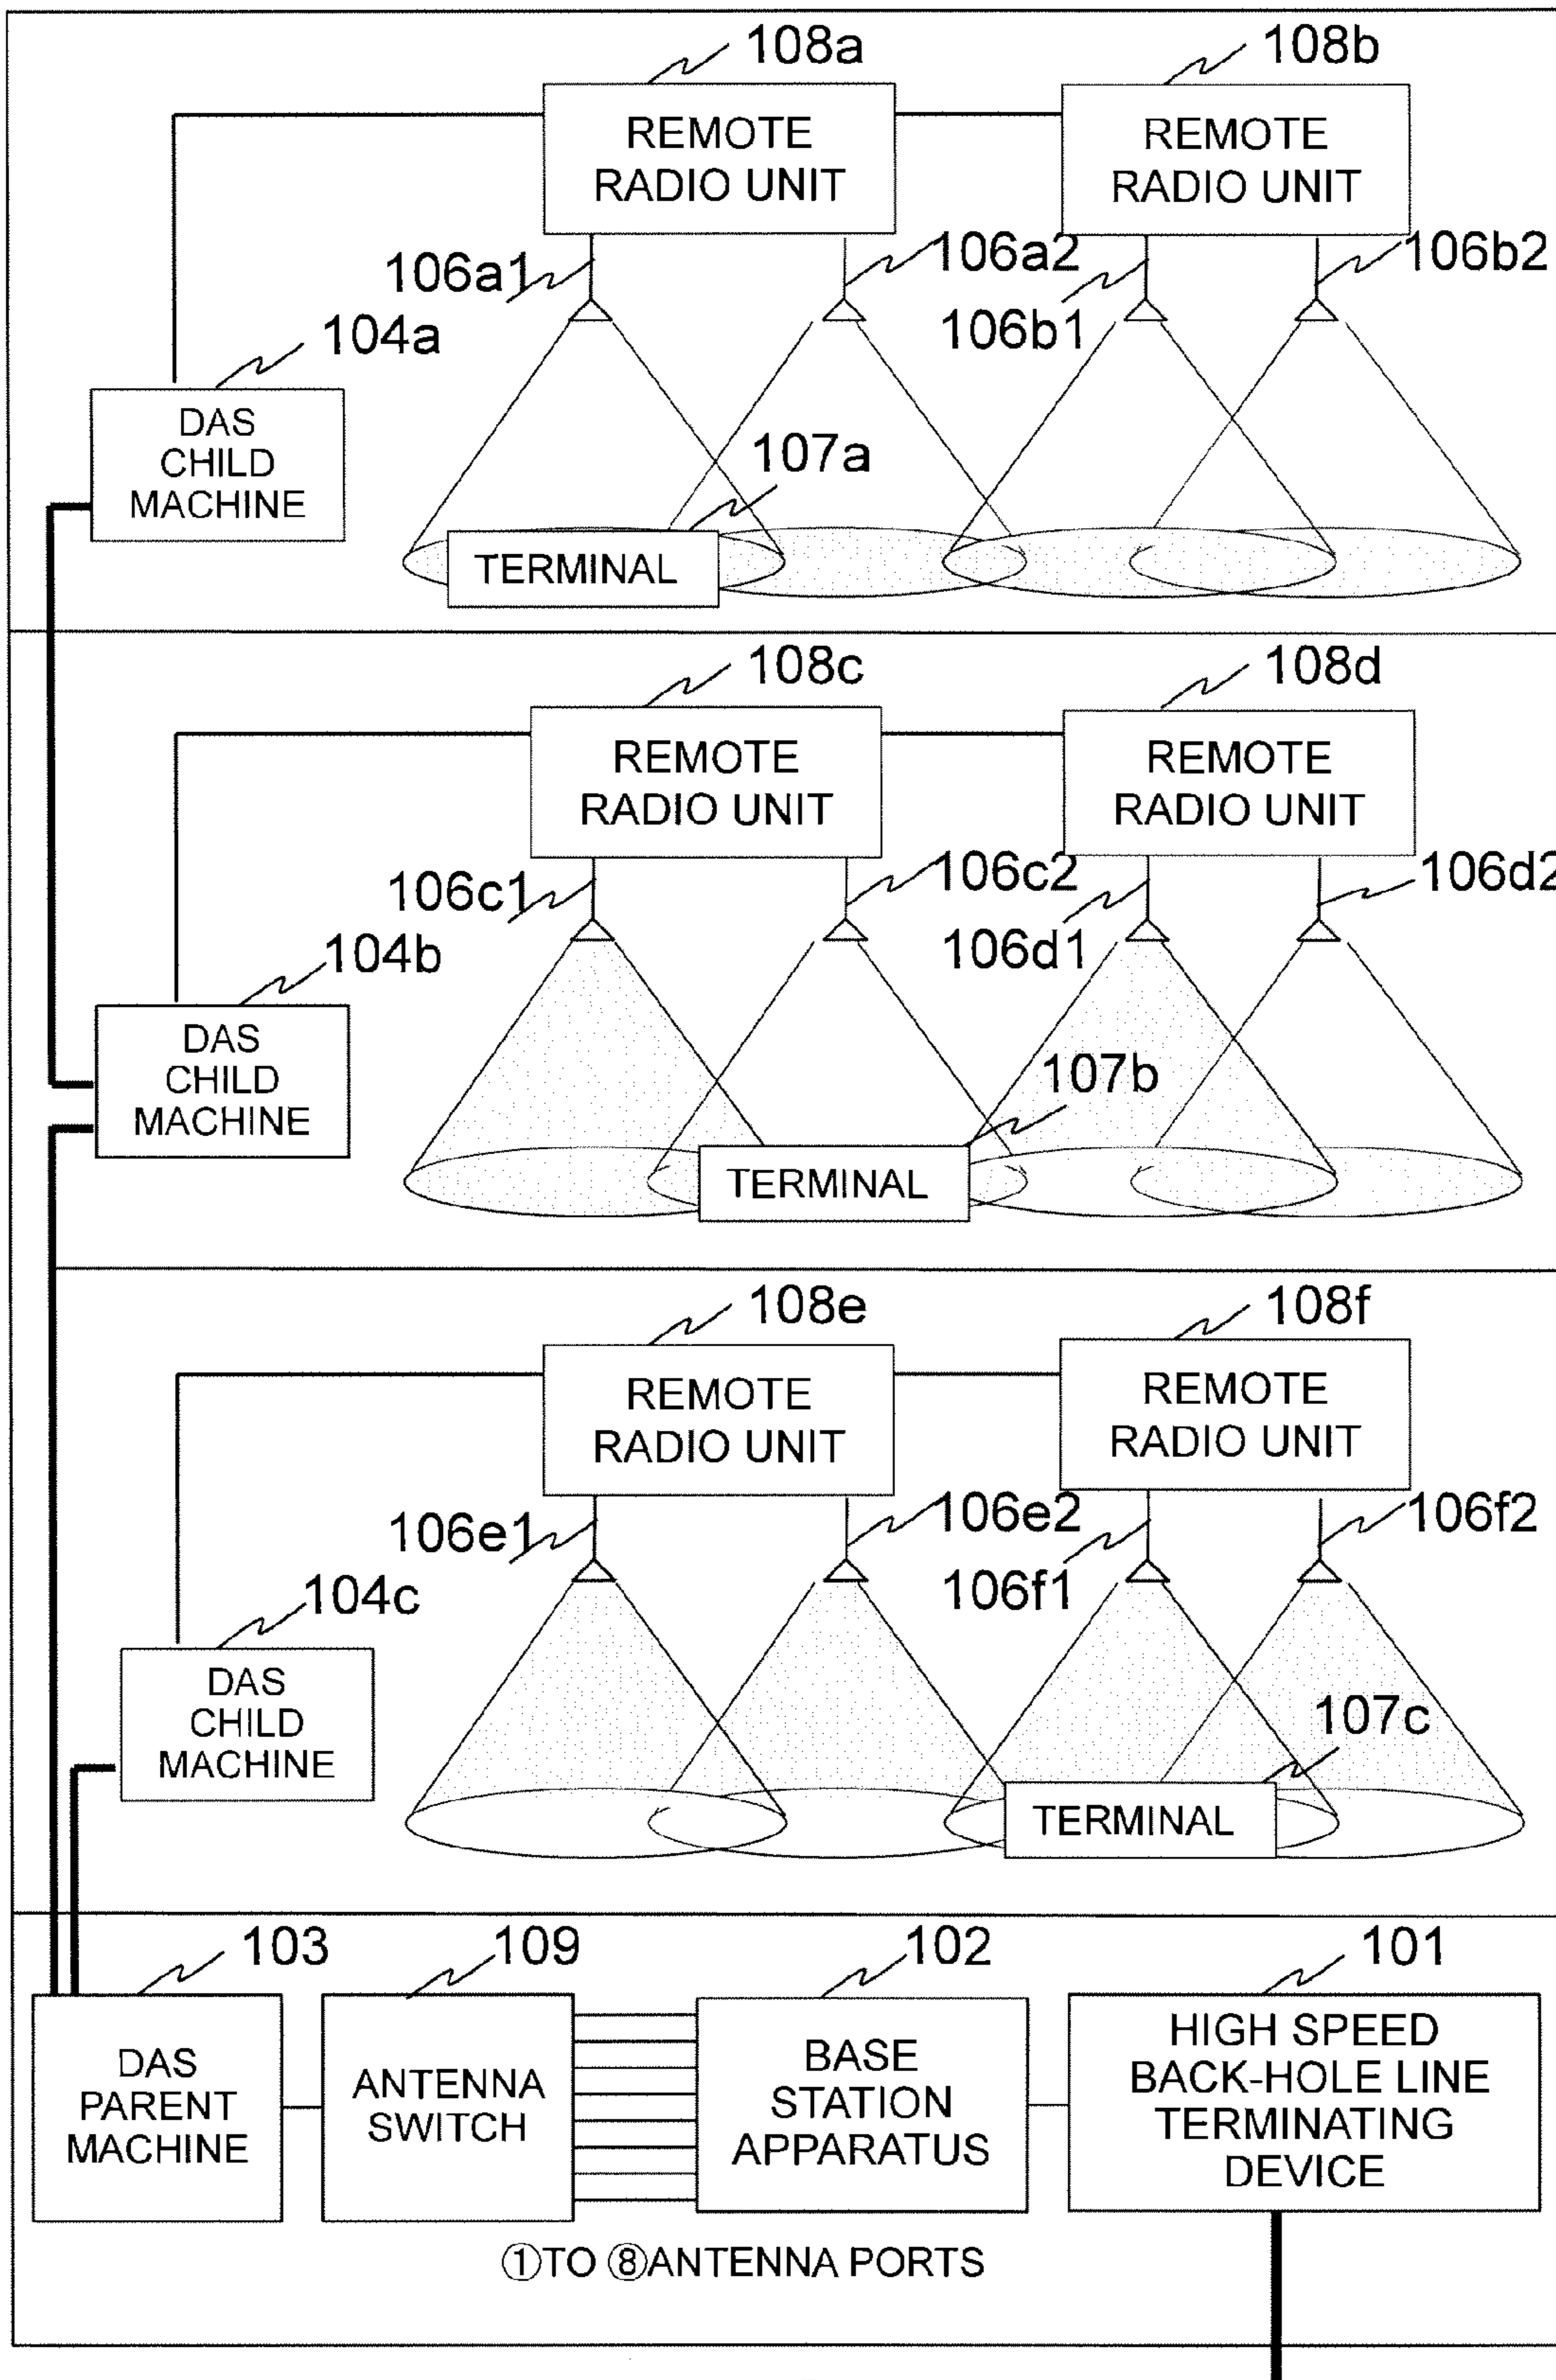 108a
108b
REMOTE
RADIO UNIT
REMOTE
RADIO UNIT
106a1
106a2
106b1
106b2
104a
DAS
CHILD
MACHINE
107a
TERMINAL
108c
108d
REMOTE
RADIO UNIT
REMOTE
RADIO UNIT
106c1
106c2
106d1
106d2
104b
DAS
CHILD
MACHINE
107b
TERMINAL
108e
108f
REMOTE
RADIO UNIT
REMOTE
RADIO UNIT
106e1
106e2
106f1
106f2
104c
DAS
CHILD
MACHINE
107c
TERMINAL
103
109
102
101
DAS
PARENT
MACHINE
ANTENNA
SWITCH
BASE
STATION
APPARATUS
HIGH SPEED
BACK-HOLE LINE
TERMINATING
DEVICE
①TO ⑧ANTENNA PORTS